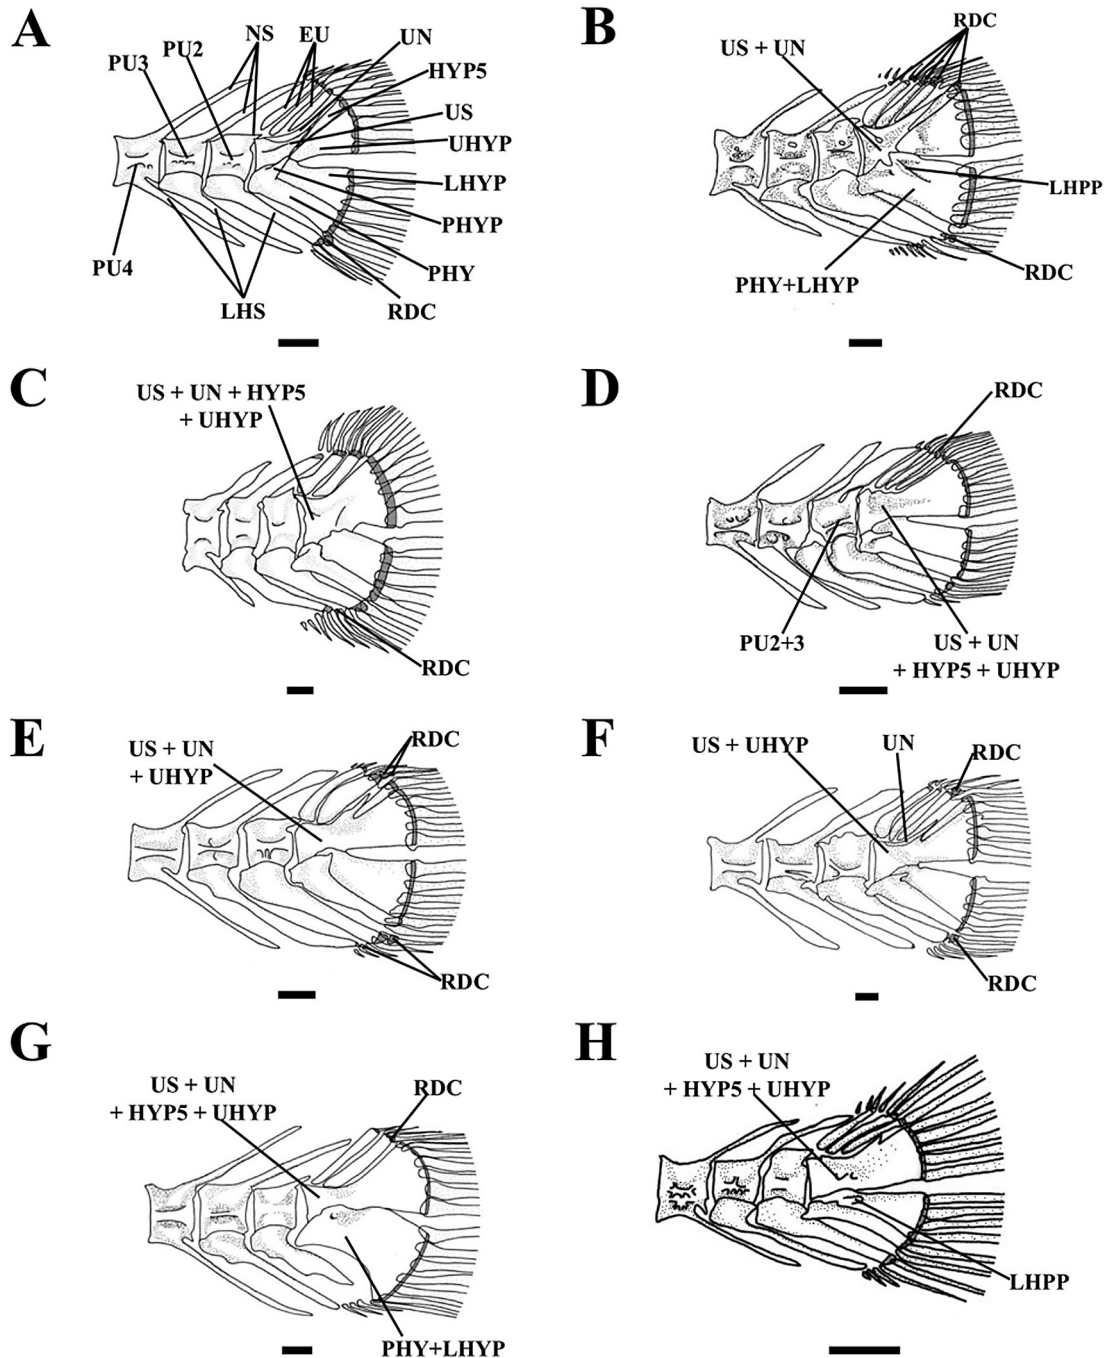 A
NS
EU
UN
PU3
PU2
HYP5
US
UHYP
LHYP
PHYP
PU4
PHY
LHS
RDC
B
RDC
US + UN
LHPP
RDC
PHY+LHYP
C
US + UN + HYP5
+ UHYP
RDC
D
RDC
PU2+3
US + UN
+ HYP5 + UHYP
E
US + UN
+ UHYP
RDC
RDC
F
US + UHYP
UN
RDC
RDC
G
US + UN
+ HYP5 + UHYP
RDC
PHY+LHYP
H
US + UN
+ HYP5 + UHYP
LHPP